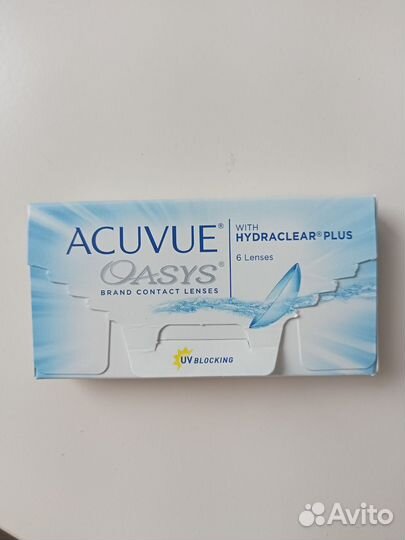 ACUVUE®
OASYS®
BRAND CONTACT LENSES
WITH
HYDRACLEAR® PLUS
6 Lenses
UV BLOCKING
Avito